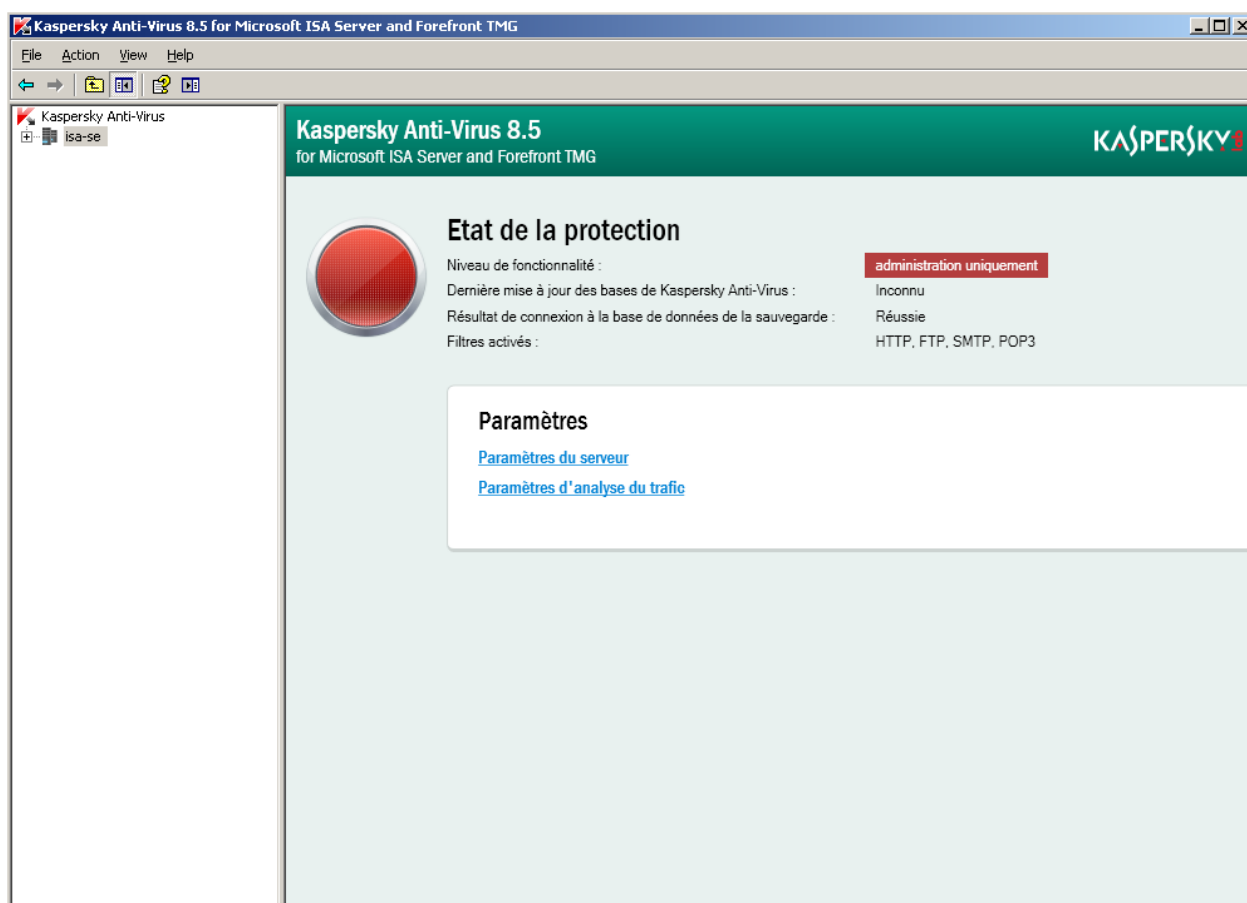 Kaspersky Anti-Virus 8.5 for Microsoft ISA Server and Forefront TMG
File Action View Help
Kaspersky Anti-Virus
isa-se
Kaspersky Anti-Virus 8.5
for Microsoft ISA Server and Forefront TMG
KASPERSKY
Etat de la protection
Niveau de fonctionnalité : administration uniquement
Dernière mise à jour des bases de Kaspersky Anti-Virus : Inconnu
Résultat de connexion à la base de données de la sauvegarde : Réussie
Filtres activés : HTTP, FTP, SMTP, POP3
Paramètres
Paramètres du serveur
Paramètres d'analyse du trafic